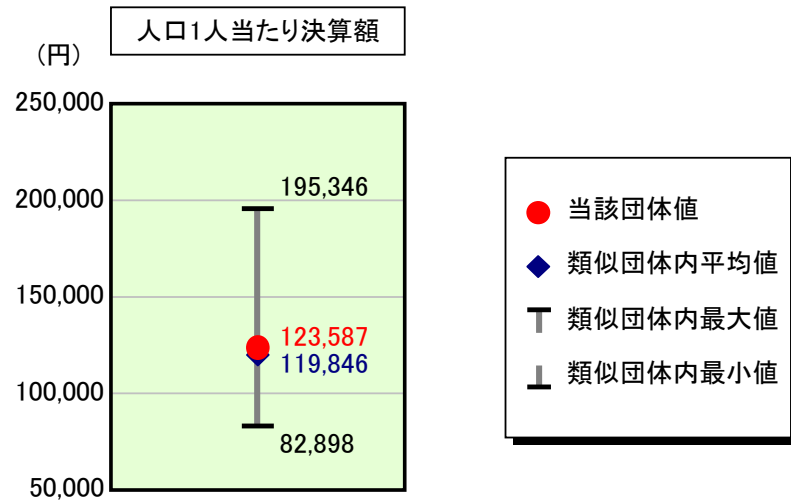 人口1人当たり決算額
(円)
250,000
200,000
150,000
100,000
50,000
195,346
123,587
119,846
82,898
当該団体値
類似団体内平均値
類似団体内最大値
類似団体内最小値